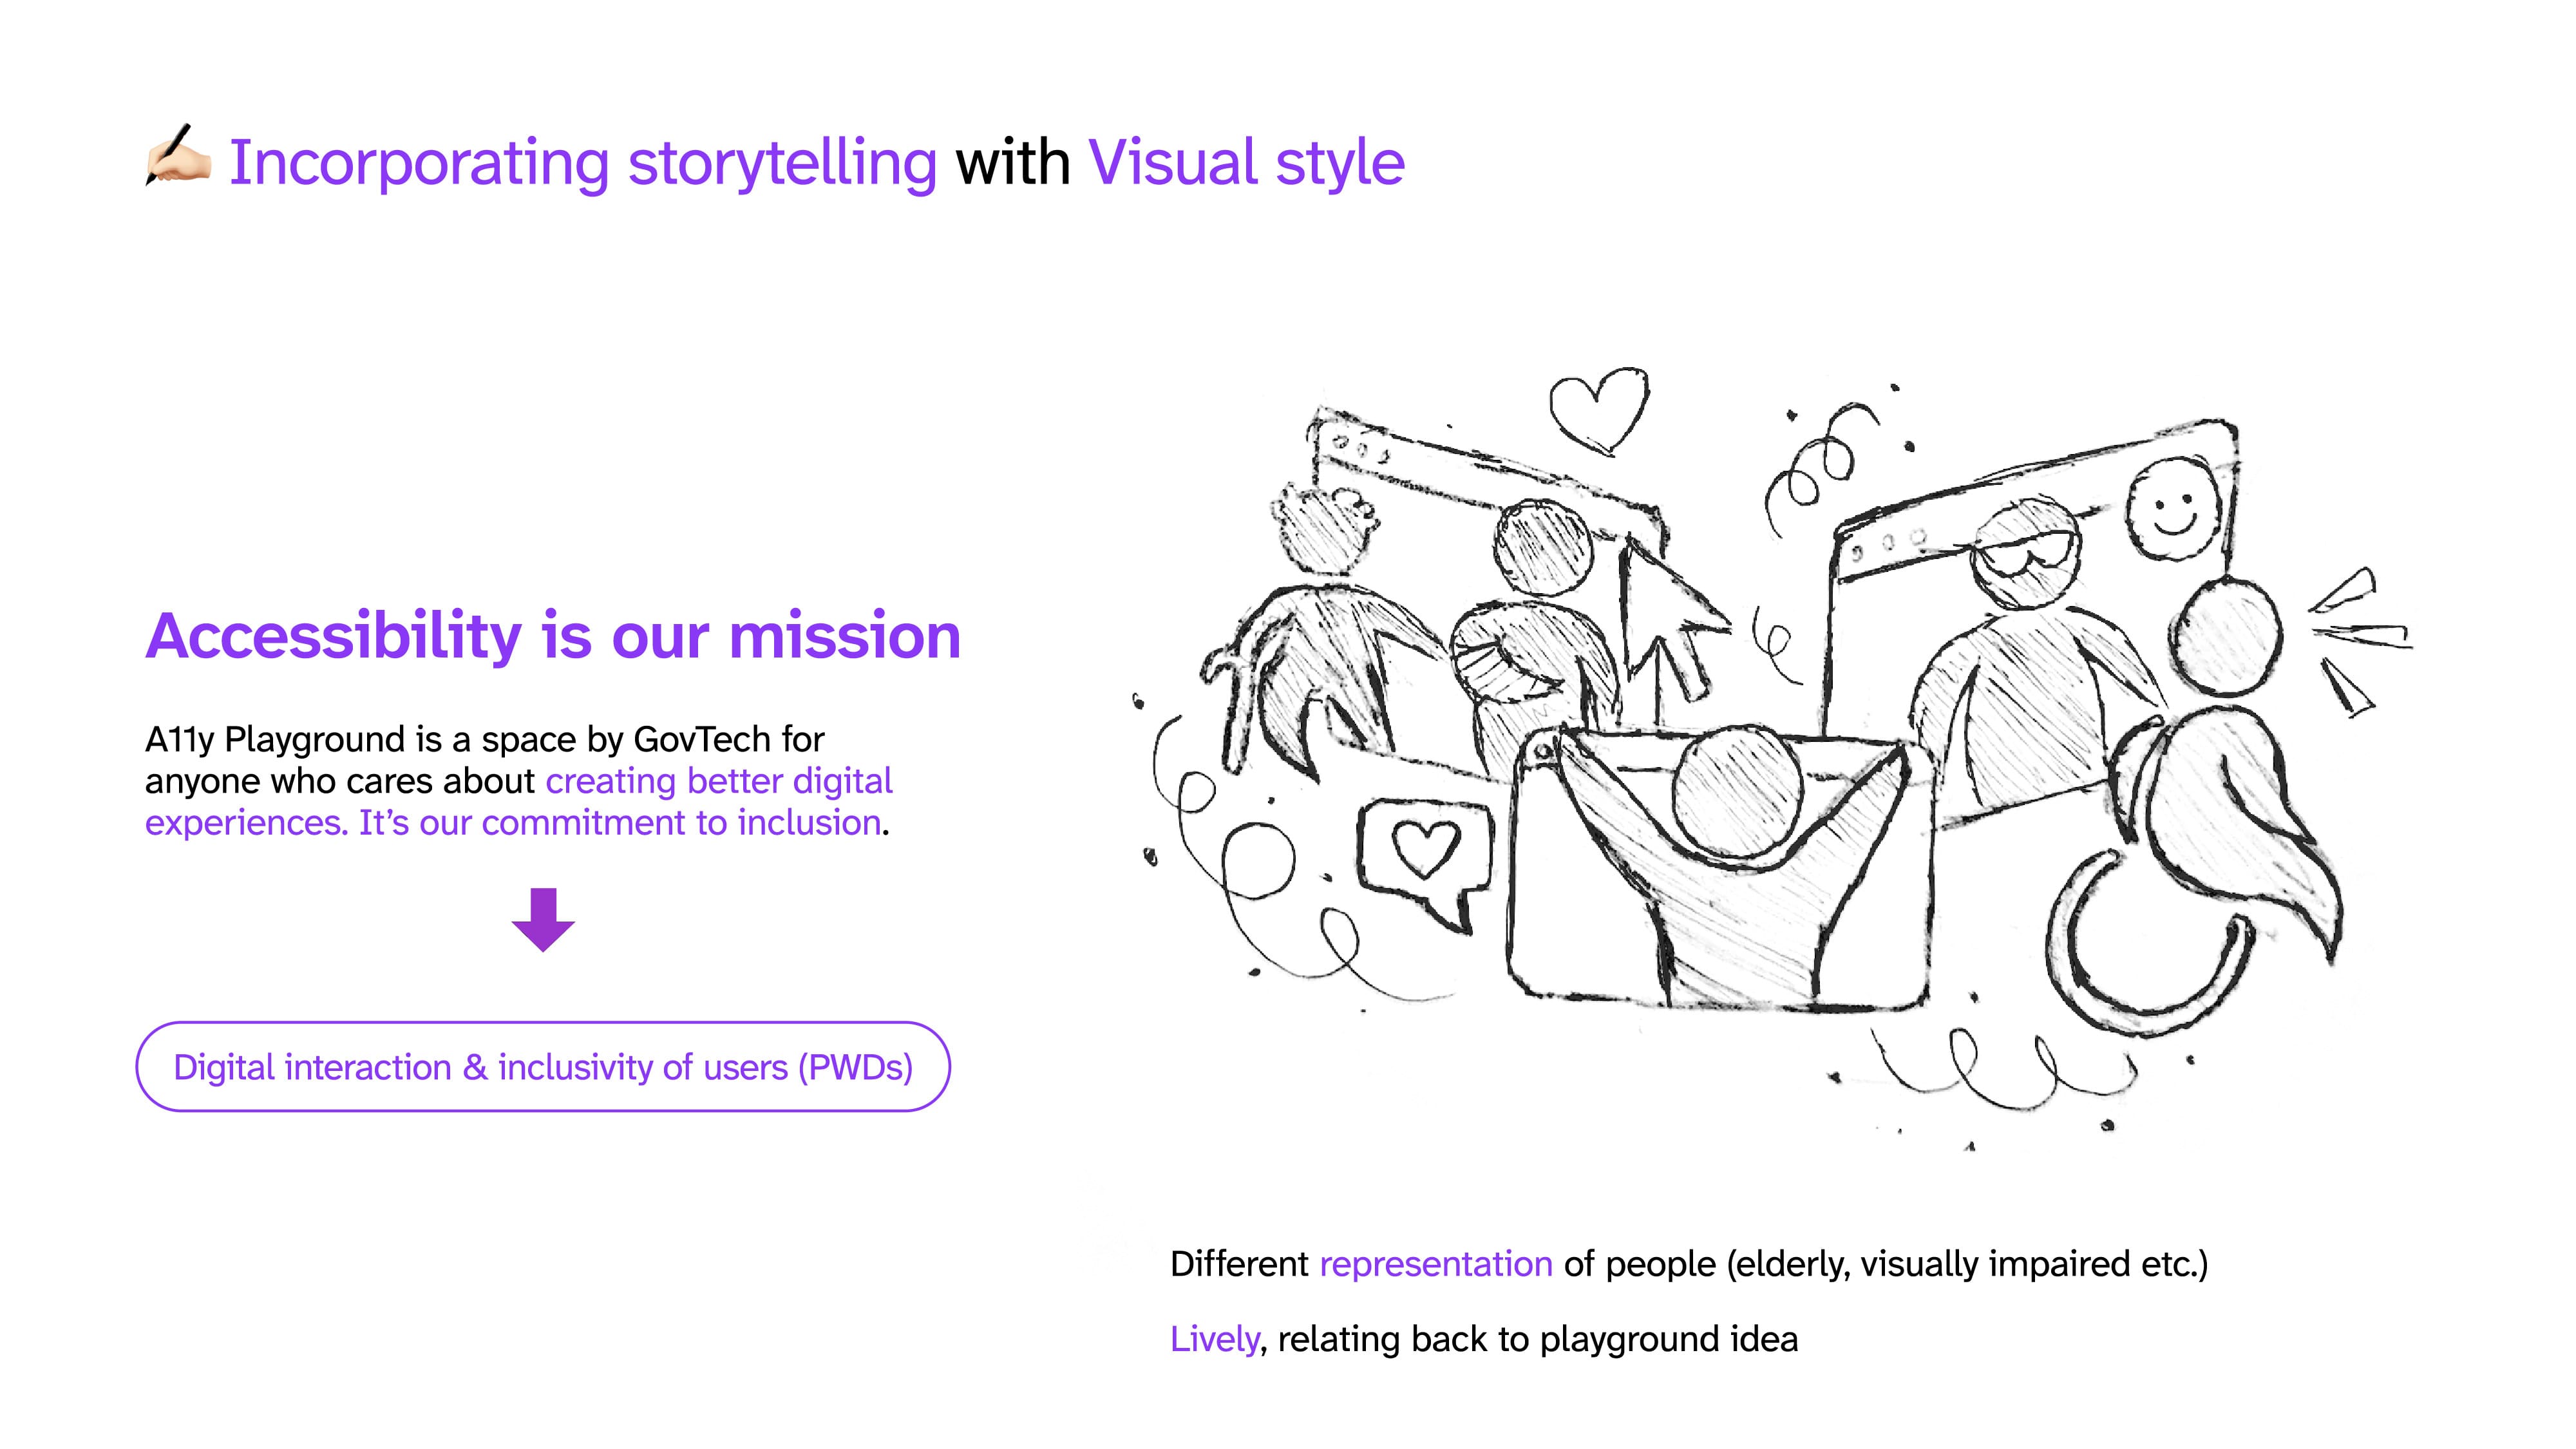 ✍🏻 Incorporating storytelling with Visual style
Accessibility is our mission
A11y Playground is a space by GovTech for
anyone who cares about creating better digital
experiences. It’s our commitment to inclusion.
Digital interaction & inclusivity of users (PWDs)
Different representation of people (elderly, visually impaired etc.)
Lively, relating back to playground idea